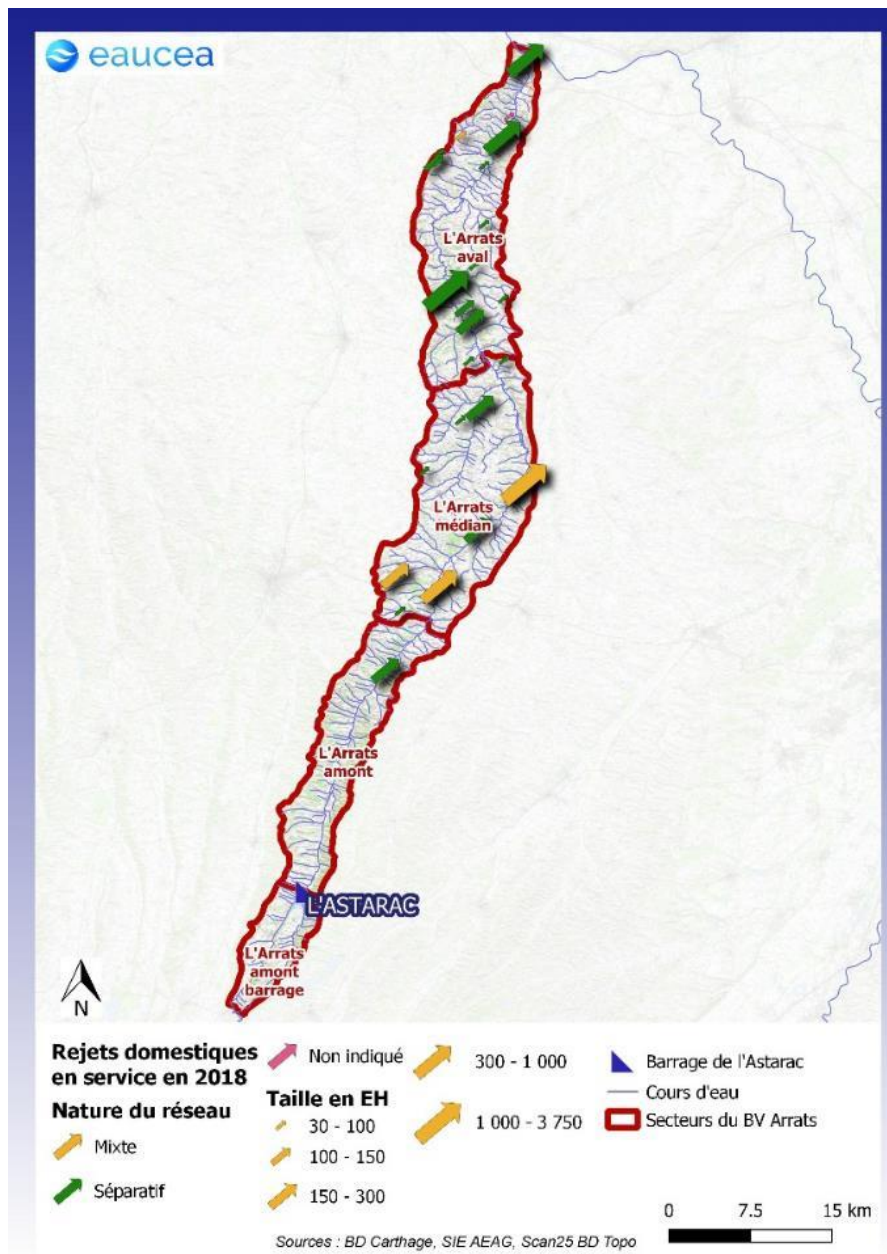 eaucea
L'Arrats
aval
L'Arrats
médian
L'Arrats
amont
L'ASTARAC
L'Arrats
amont
barrage
N
Rejets domestiques
en service en 2018
Nature du réseau
Mixte
Séparatif
Non indiqué
Taille en EH
30 - 100
100 - 150
150 - 300
300 - 1 000
1 000 - 3 750
Barrage de l'Astarac
Cours d'eau
Secteurs du BV Arrats
0 7.5 15 km
Sources : BD Carthage, SIE AEAG, Scan25 BD Topo